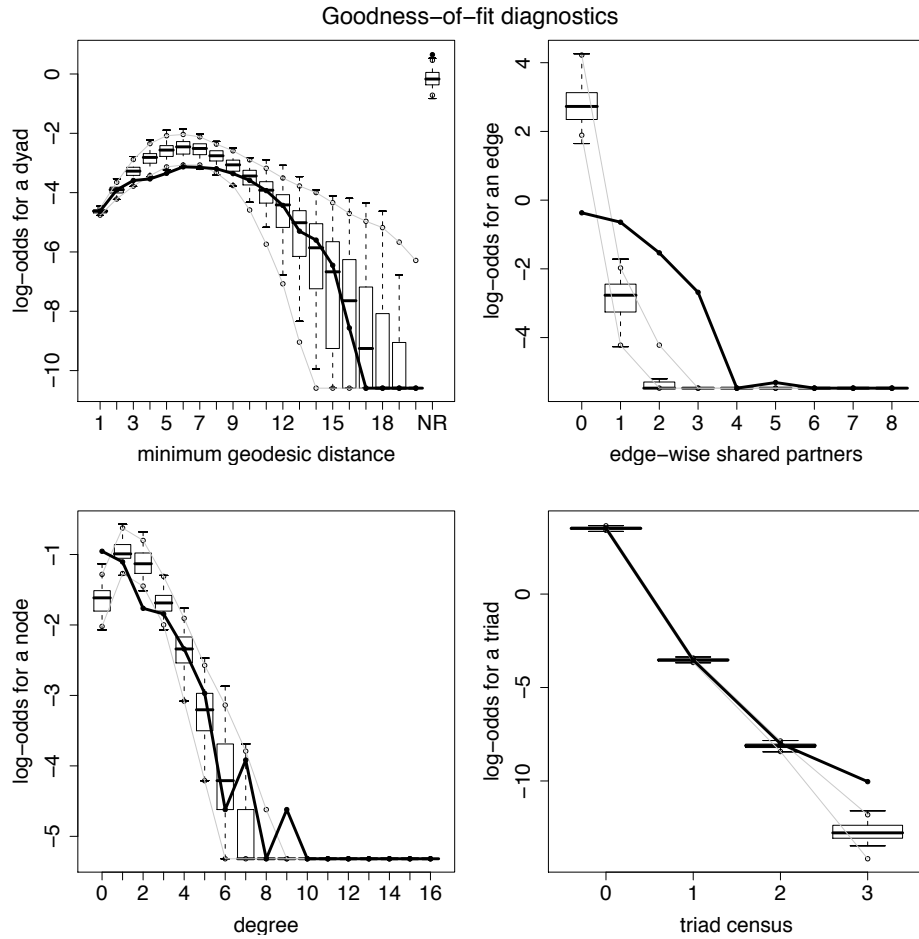 Goodness−of−fit diagnostics
log−odds for a dyad
0
−2
−4
−6
−8
−10
1 3 5 7 9 12 15 18 NR
minimum geodesic distance
log−odds for an edge
4
2
0
−2
−4
0 1 2 3 4 5 6 7 8
edge−wise shared partners
log−odds for a node
−1
−2
−3
−4
−5
0 2 4 6 8 10 12 14 16
degree
log−odds for a triad
0
−5
−10
0 1 2 3
triad census